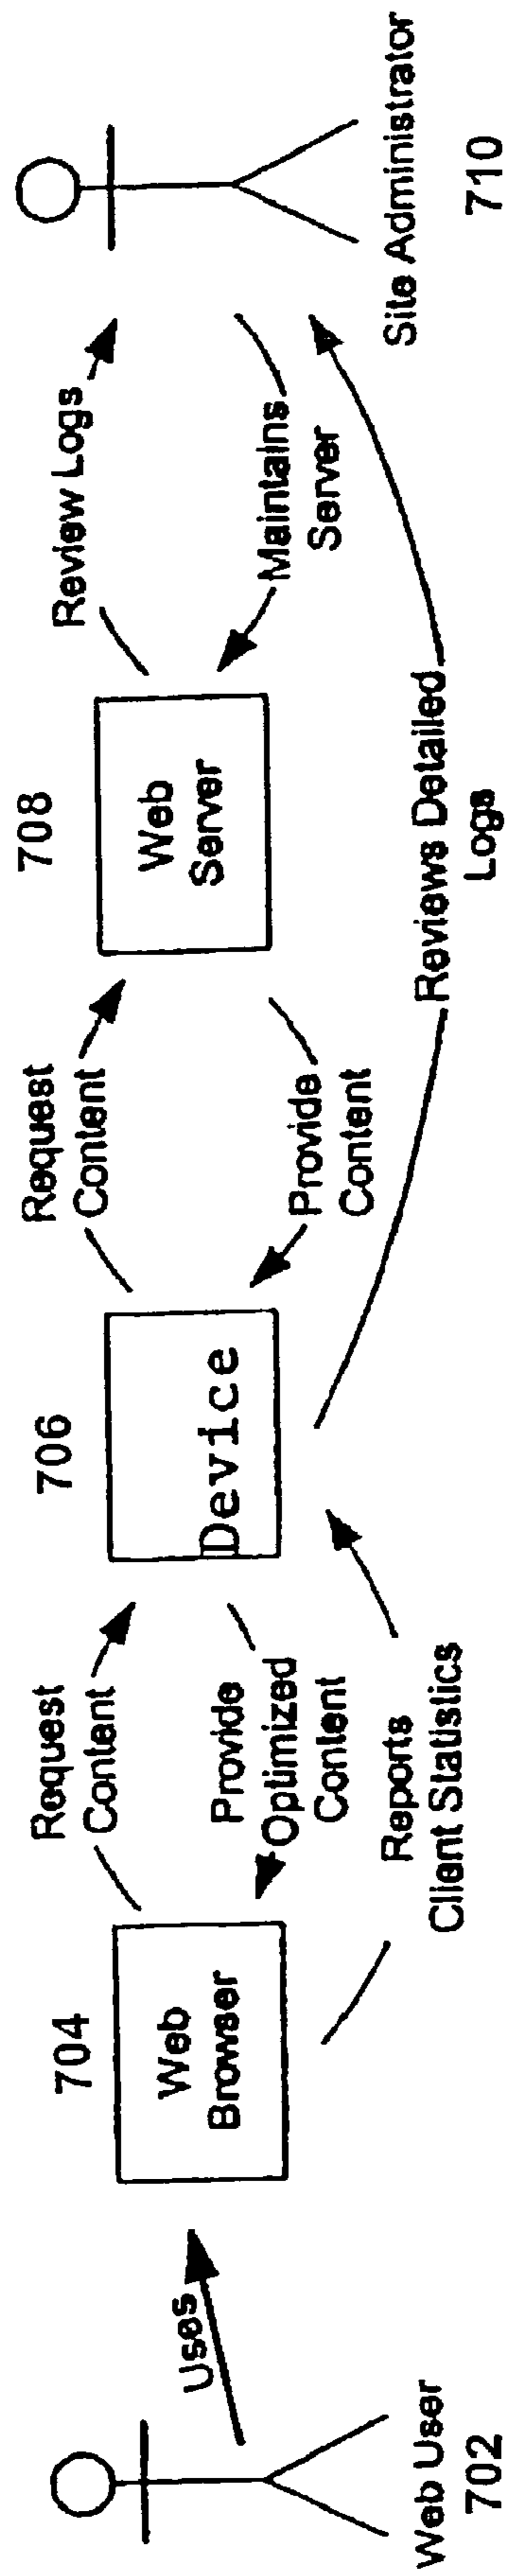 Web User
702
Uses
704
Web
Browser
Request
Content
Provide
Optimized
Content
Reports
Client Statistics
706
Device
Request
Content
Provide
Content
708
Web
Server
Review Logs
Maintains
Server
Reviews Detailed
Logs
Site Administrator
710